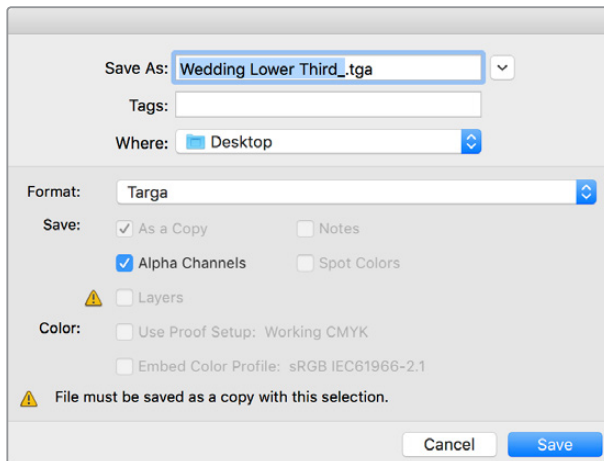 Save As: Wedding Lower Third_.tga
Tags:
Where: Desktop
Format: Targa
Save: As a Copy Notes
Alpha Channels Spot Colors
Layers
Color: Use Proof Setup: Working CMYK
Embed Color Profile: sRGB IEC61966-2.1
File must be saved as a copy with this selection.
Cancel Save